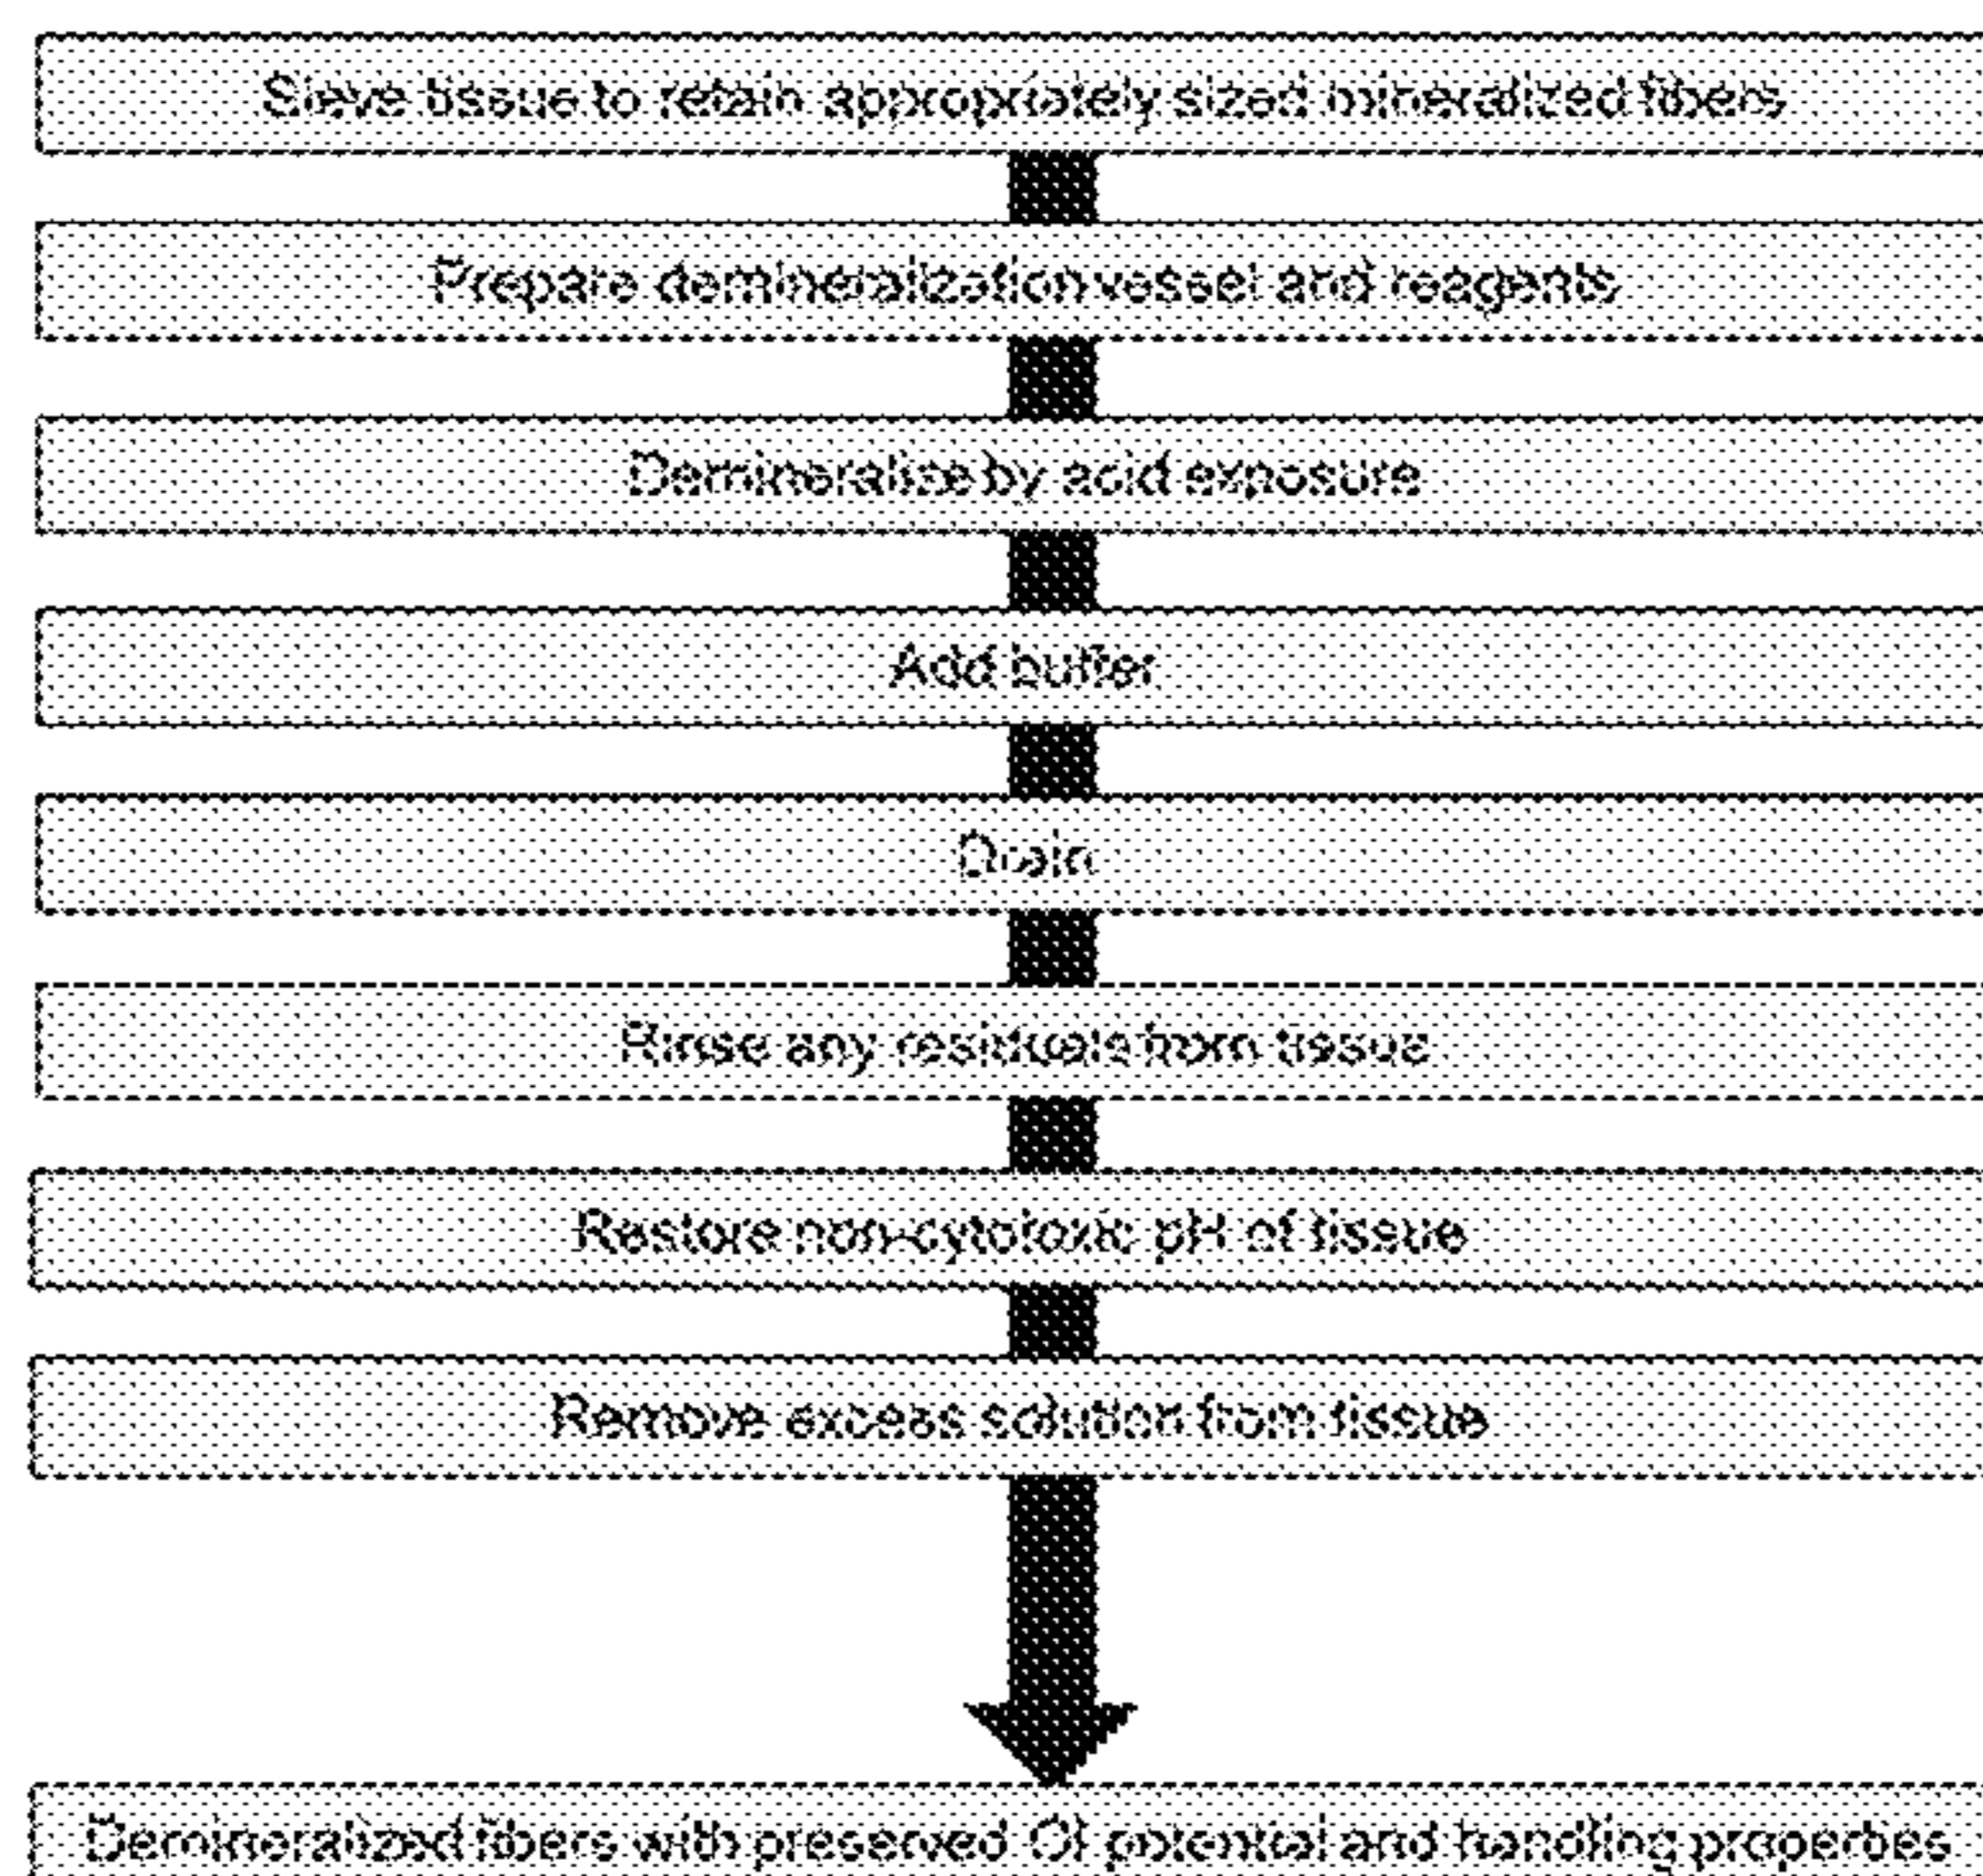 Sieve tissue to retain appropriately sized mineralized fibers
Prepare demineralization vessel and reagents
Demineralize by acid exposure
Add buffer
Drain
Rinse any residuals from tissue
Restore non-cytotoxic pH of tissue
Remove excess solution from tissue
Demineralized fibers with preserved OI potential and handling properties